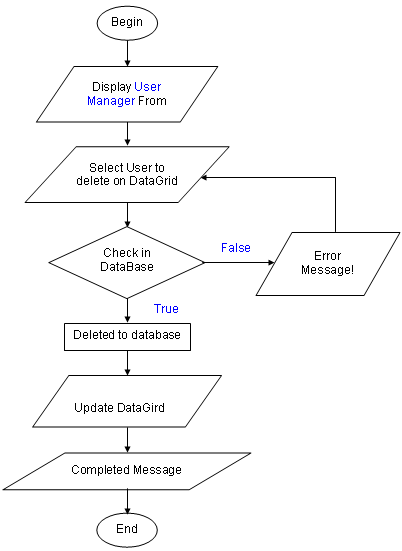 Begin
Display User
Manager From
Select User to
delete on DataGrid
Check in
DataBase
False
Error
Message!
True
Deleted to database
Update DataGird
Completed Message
End